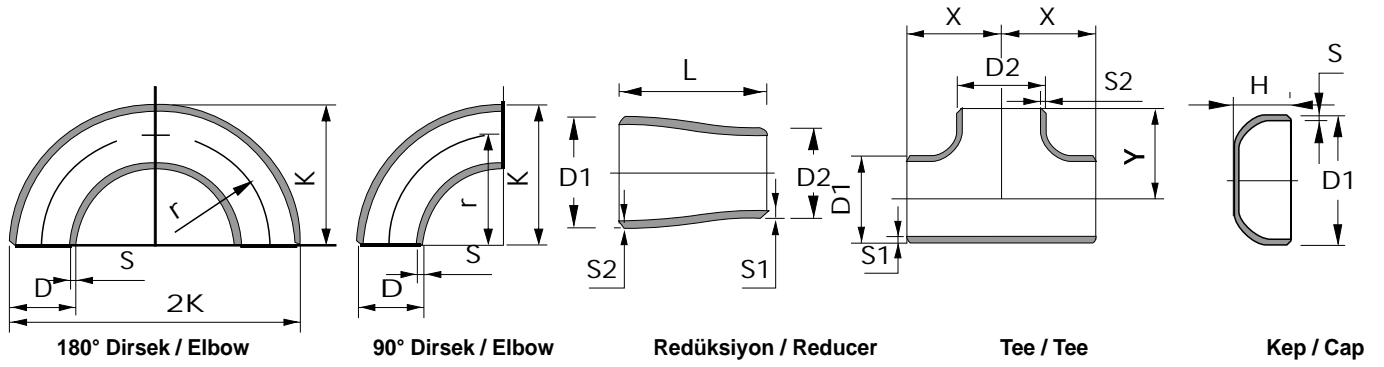 K
r
S
D
2K
180° Dirsek / Elbow
K
r
S
D
90° Dirsek / Elbow
L
D1
D2
S2
S1
Redüksiyon / Reducer
X X
D2
S2
Y
D1
S1
Tee / Tee
S
H
D1
Kep / Cap